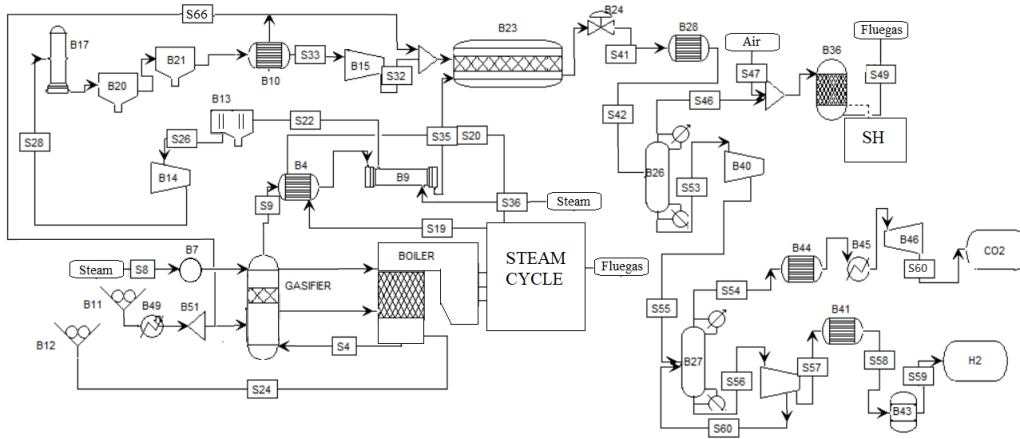 S66
B17
B21
B20
S33
B10
B15
S32
B23
B24
S41
B28
Air
S47
B36
Fluegas
S49
SH
S46
S42
B26
S53
B40
B13
S22
S26
S28
B14
S35
S20
B4
B9
S9
S36
Steam
S19
Steam
S8
B7
B11
B49
B51
B12
GASIFIER
BOILER
STEAM
CYCLE
Fluegas
S4
S24
B44
B45
B46
S60
CO2
S54
S55
B27
S56
S57
B41
S58
S59
H2
B43
S60